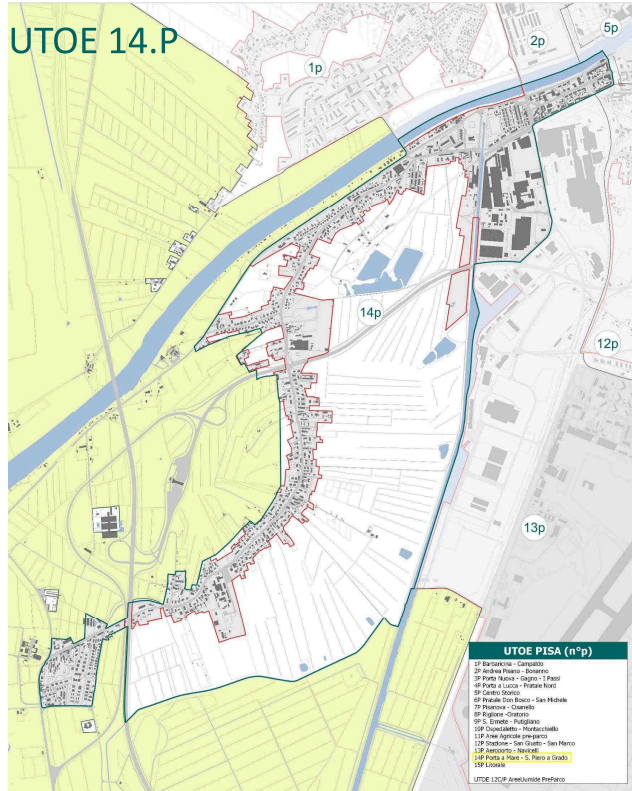 UTOE 14.P
5p
2p
1p
14p
12p
13p
UTOE PISA (n°p)
1P Barbaricina - Campaldo
2P Andrea Pisano - Bonanno
3P Porta Nuova - Gagno - I Passi
4P Porta a Lucca - Pratale Nord
5P Centro Storico
6P Pratale Don Bosco - San Michele
7P Pisanova - Cisanello
8P Riglione -Oratorio
9P S. Ermete - Putignano
10P Ospedaletto - Montacchiello
11P Aree Agricole pre-parco
12P Stazione - San Giusto - San Marco
13P Aeroporto - Navicelli
14P Porta a Mare - S. Piero a Grado
15P Litorale
UTOE 12C/P AreeUumide PreParco